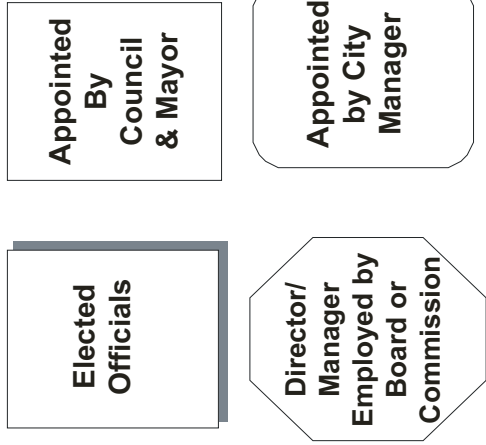 Elected
Officials
Appointed
By
Council
& Mayor
Director/
Manager
Employed by
Board or
Commission
Appointed
by City
Manager